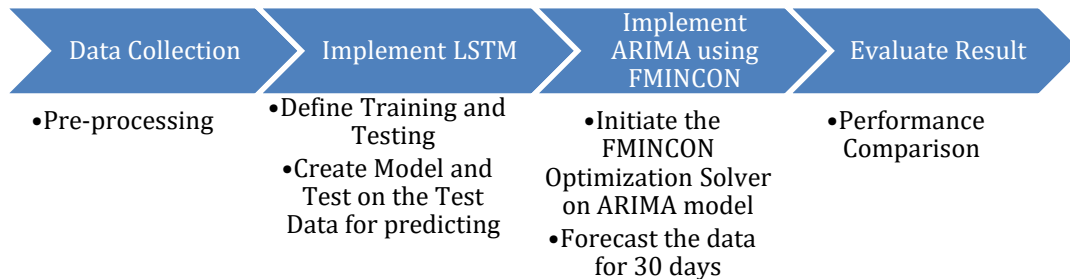 Data Collection
•Pre-processing
Implement LSTM
•Define Training and
Testing
•Create Model and
Test on the Test
Data for predicting
Implement
ARIMA using
FMINCON
•Initiate the
FMINCON
Optimization Solver
on ARIMA model
•Forecast the data
for 30 days
Evaluate Result
•Performance
Comparison